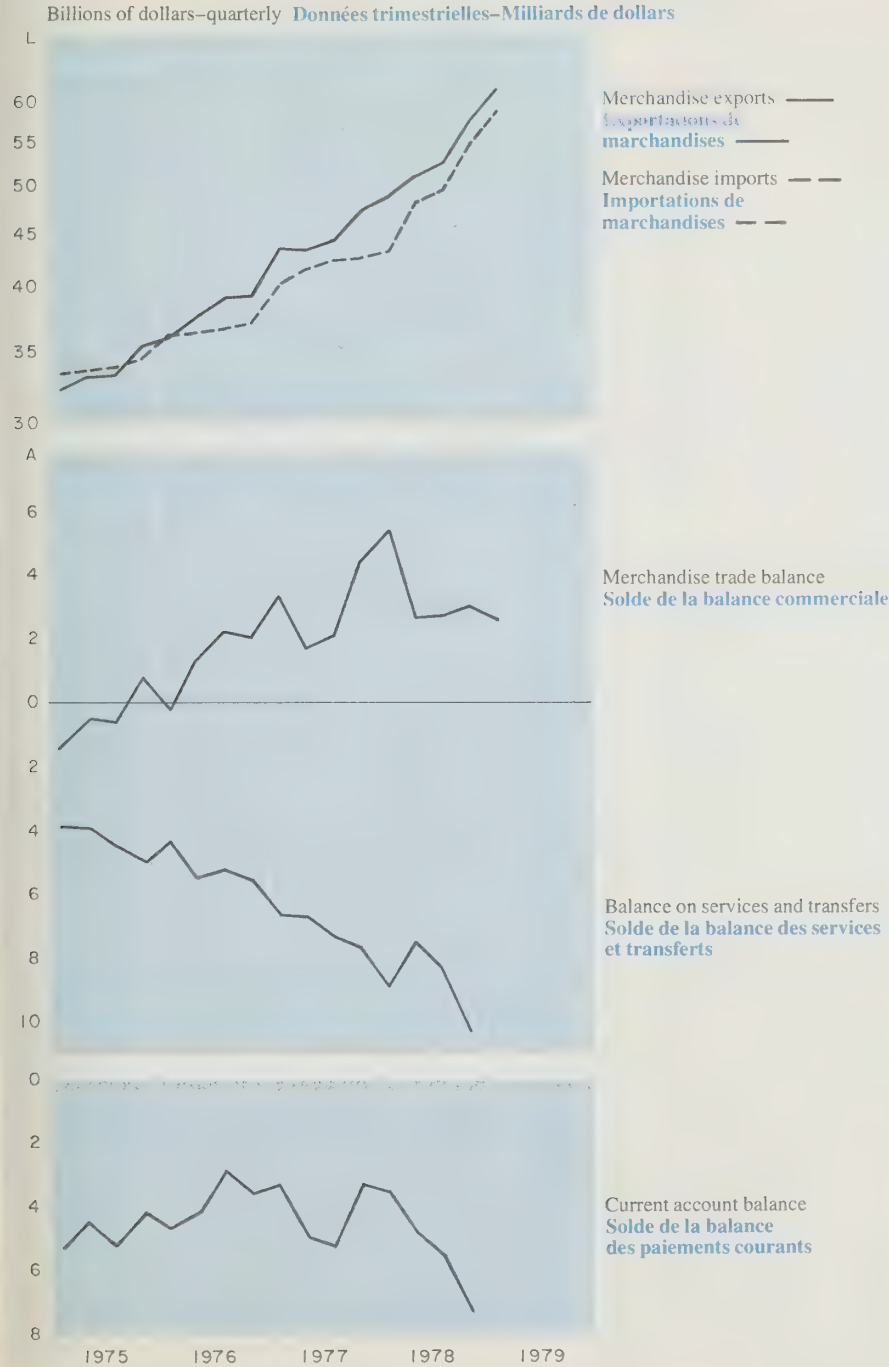 Billions of dollars–quarterly Données trimestrielles–Milliards de dollars
L
60
55
50
45
40
35
30
Merchandise exports
Exportations de
marchandises
Merchandise imports
Importations de
marchandises
A
6
4
2
0
2
4
6
8
10
Merchandise trade balance
Solde de la balance commerciale
Balance on services and transfers
Solde de la balance des services
et transferts
0
2
4
6
8
Current account balance
Solde de la balance
des paiements courants
1975 1976 1977 1978 1979